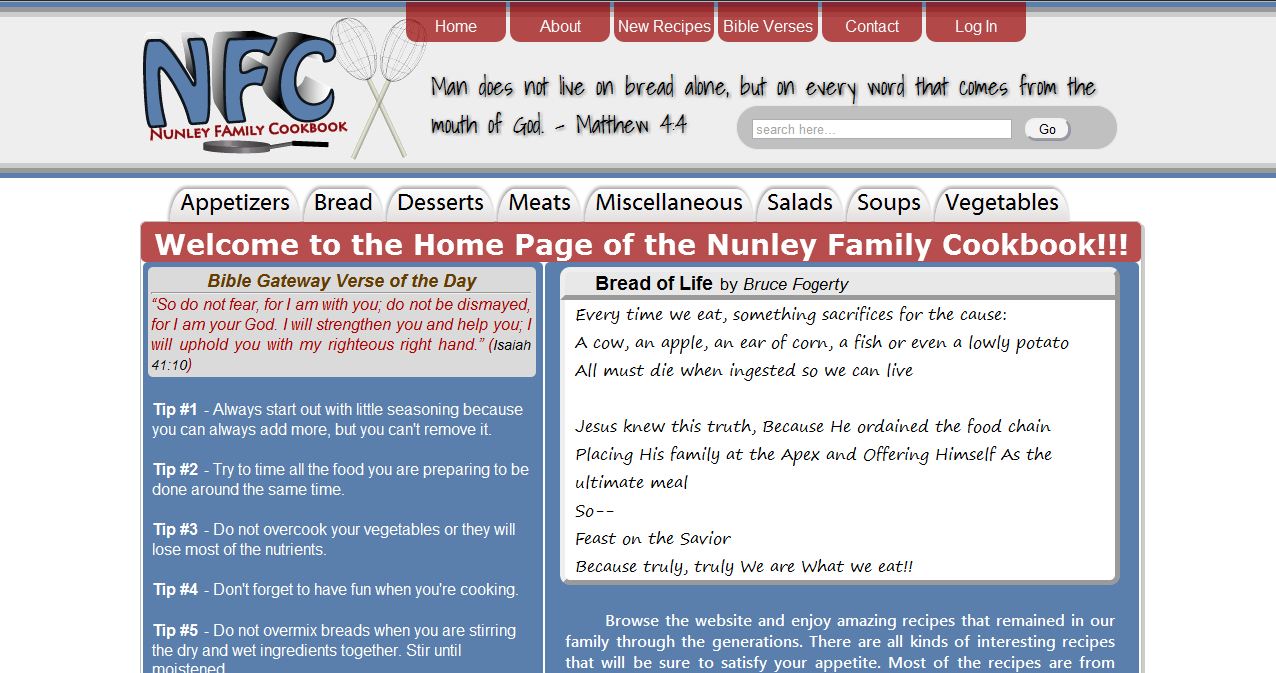 Home
About
New Recipes
Bible Verses
Contact
Log In
NFC
NUNLEY FAMILY COOKBOOK
Man does not live on bread alone, but on every word that comes from the
mouth of God. - Matthew 4:4
search here...
Go
Appetizers
Bread
Desserts
Meats
Miscellaneous
Salads
Soups
Vegetables
Welcome to the Home Page of the Nunley Family Cookbook!!!
Bible Gateway Verse of the Day
“So do not fear, for I am with you; do not be dismayed,
for I am your God. I will strengthen you and help you; I
will uphold you with my righteous right hand.” (Isaiah
41:10)
Tip #1 - Always start out with little seasoning because
you can always add more, but you can't remove it.
Tip #2 - Try to time all the food you are preparing to be
done around the same time.
Tip #3 - Do not overcook your vegetables or they will
lose most of the nutrients.
Tip #4 - Don't forget to have fun when you're cooking.
Tip #5 - Do not overmix breads when you are stirring
the dry and wet ingredients together. Stir until
moistened.
Bread of Life by Bruce Fogerty
Every time we eat, something sacrifices for the cause:
A cow, an apple, an ear of corn, a fish or even a lowly potato
All must die when ingested so we can live
Jesus knew this truth, Because He ordained the food chain
Placing His family at the Apex and Offering Himself As the
ultimate meal
So--
Feast on the Savior
Because truly, truly We are What we eat!!
Browse the website and enjoy amazing recipes that remained in our
family through the generations. There are all kinds of interesting recipes
that will be sure to satisfy your appetite. Most of the recipes are from